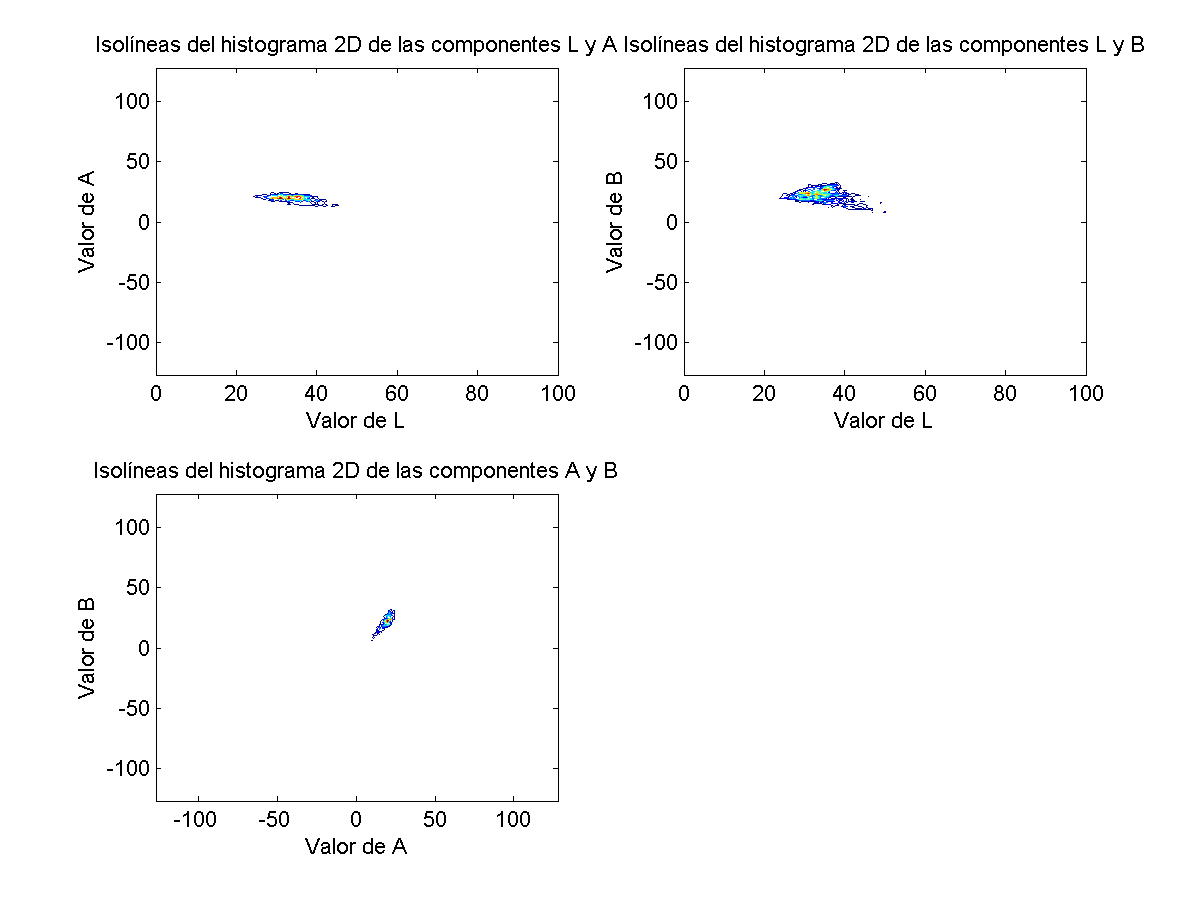 Isolíneas del histograma 2D de las componentes L y A
Isolíneas del histograma 2D de las componentes L y B
100
50
0
-50
-100
Valor de A
0 20 40 60 80 100
Valor de L
100
50
0
-50
-100
Valor de B
0 20 40 60 80 100
Valor de L
Isolíneas del histograma 2D de las componentes A y B
100
50
0
-50
-100
Valor de B
-100 -50 0 50 100
Valor de A